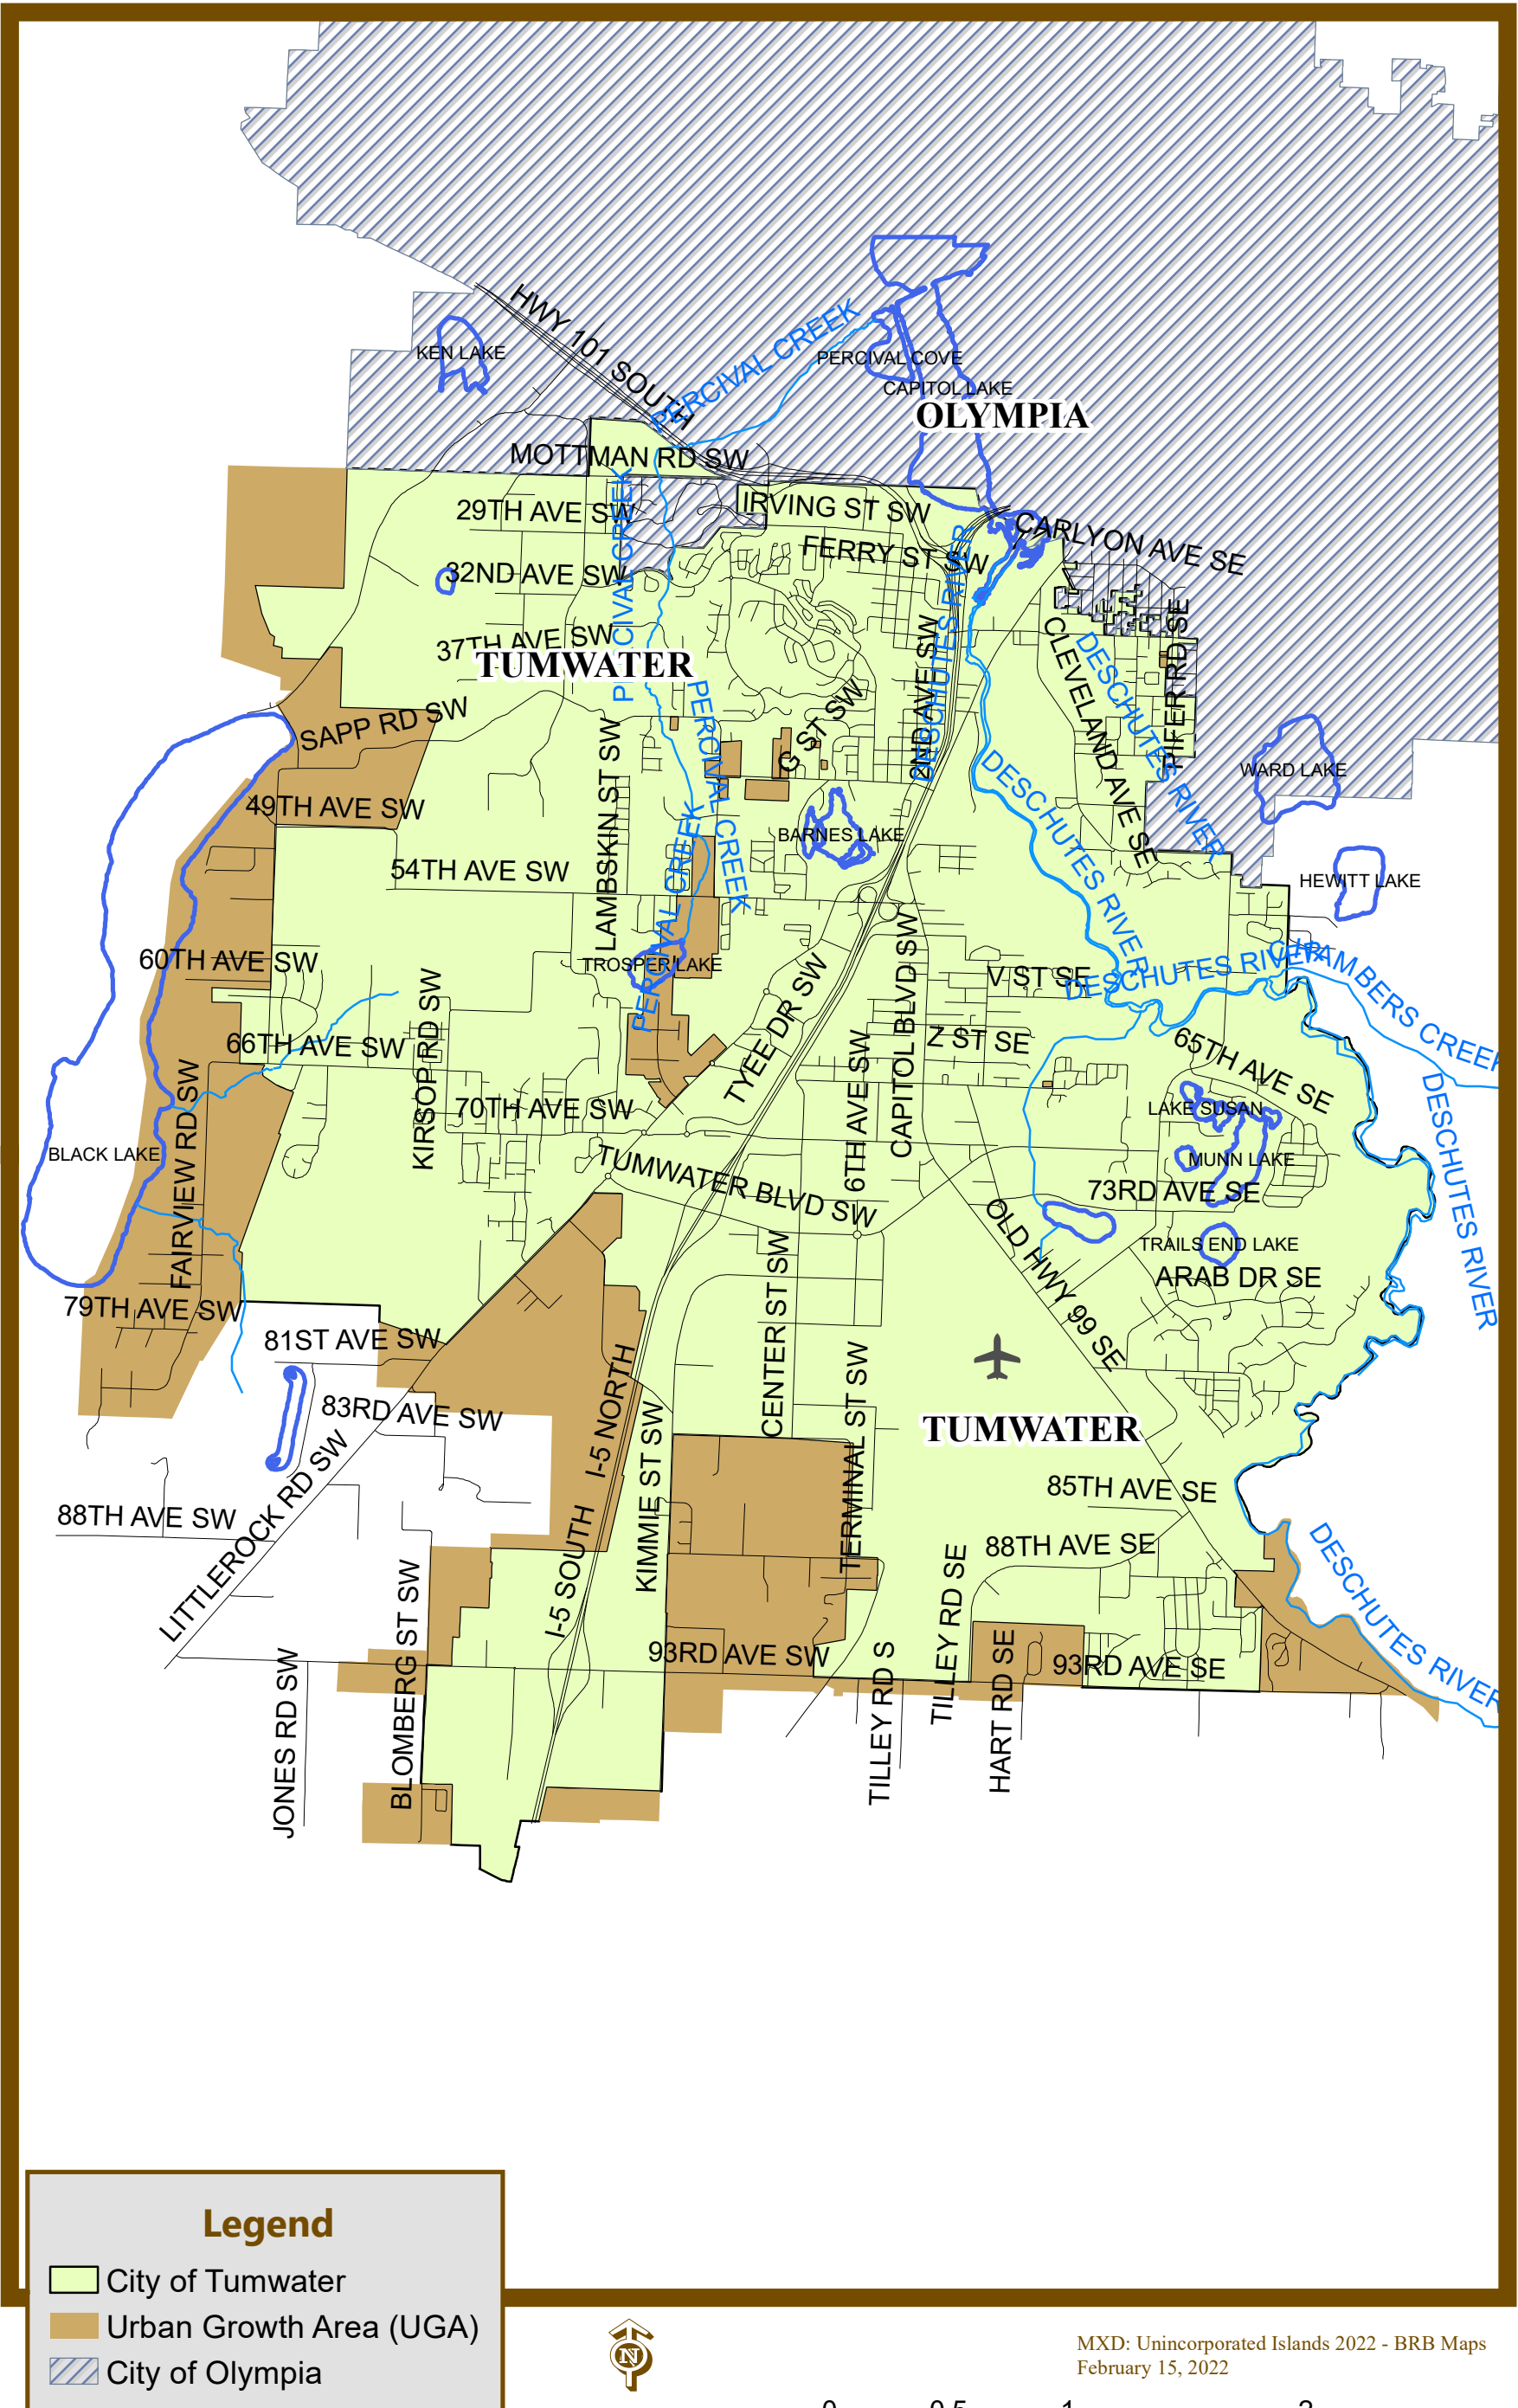 HWY 101 SOUTH
PERCIVAL CREEK
KEN LAKE
PERCIVAL COVE
CAPITOL LAKE
OLYMPIA
MOTTMAN RD SW
29TH AVE SW
PERCIVAL CREEK
IRVING ST SW
CARLYON AVE SE
FERRY ST SW
32ND AVE SW
DESCHUTES RIVER
37TH AVE SW
TUMWATER
2ND AVE SW
CLEVELAND AVE SE
DESCHUTES RIVER
PIFER RD SE
SAPP RD SW
PERCIVAL CREEK
G ST SW
LAMBSKIN ST SW
WARD LAKE
49TH AVE SW
BARNES LAKE
DESCHUTES RIVER
54TH AVE SW
PERCIVAL CREEK
HEWITT LAKE
60TH AVE SW
TROSPER LAKE
TYEE DR SW
CAPITOL BLVD SW
V ST SE
DESCHUTES RIVER
CHAMBERS CREEK
66TH AVE SW
KIRSOP RD SW
Z ST SE
65TH AVE SE
70TH AVE SW
6TH AVE SW
LAKE SUSAN
DESCHUTES RIVER
BLACK LAKE
FAIRVIEW RD SW
TUMWATER BLVD SW
MUNN LAKE
73RD AVE SE
OLD HWY 99 SE
TRAILS END LAKE
ARAB DR SE
79TH AVE SW
81ST AVE SW
CENTER ST SW
83RD AVE SW
I-5 NORTH
TERMINAL ST SW
TUMWATER
KIMMIE ST SW
85TH AVE SE
88TH AVE SW
LITTLEROCK RD SW
I-5 SOUTH
88TH AVE SE
DESCHUTES RIVER
BLOMBERG ST SW
TILLEY RD SE
93RD AVE SW
93RD AVE SE
JONES RD SW
TILLEY RD S
HART RD SE
Legend
City of Tumwater
Urban Growth Area (UGA)
City of Olympia
N
MXD: Unincorporated Islands 2022 - BRB Maps
February 15, 2022
0 0.5 1 2